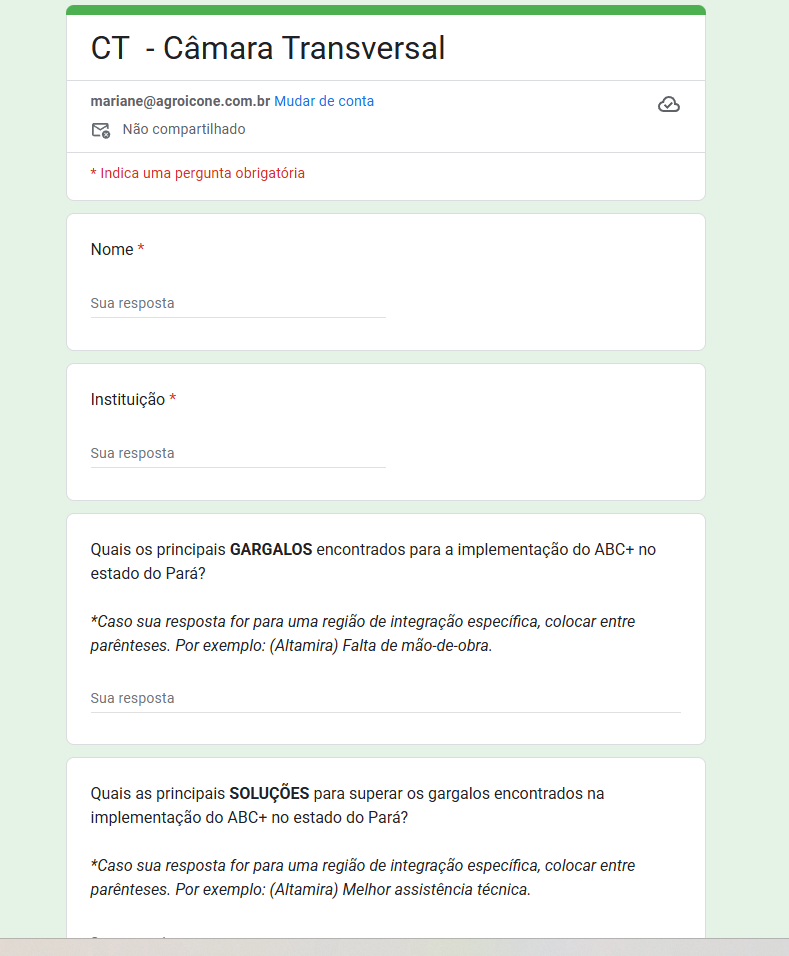 CT - Câmara Transversal
mariane@agroicone.com.br Mudar de conta
Não compartilhado
* Indica uma pergunta obrigatória
Nome *
Sua resposta
Instituição *
Sua resposta
Quais os principais GARGALOS encontrados para a implementação do ABC+ no
estado do Pará?
*Caso sua resposta for para uma região de integração específica, colocar entre
parênteses. Por exemplo: (Altamira) Falta de mão-de-obra.
Sua resposta
Quais as principais SOLUÇÕES para superar os gargalos encontrados na
implementação do ABC+ no estado do Pará?
*Caso sua resposta for para uma região de integração específica, colocar entre
parênteses. Por exemplo: (Altamira) Melhor assistência técnica.